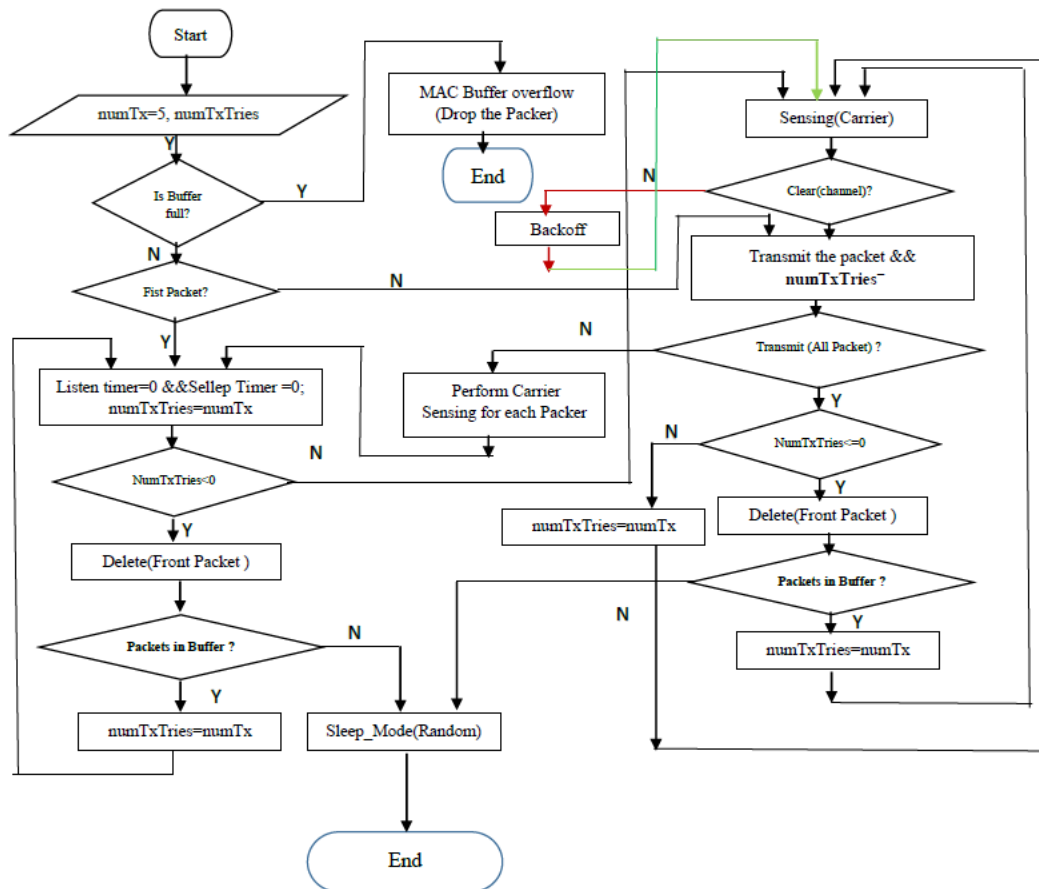 Start
numTx=5, numTxTries
Y
Is Buffer
full?
Y
MAC Buffer overflow
(Drop the Packer)
End
N
Fist Packet?
N
Y
Listen timer=0 &&Sellep Timer =0;
numTxTries=numTx
NumTxTries<0
N
Y
Delete(Front Packet )
Packets in Buffer ?
N
Y
numTxTries=numTx
Sleep_Mode(Random)
End
Sensing(Carrier)
Clear(channel)?
N
Backoff
Transmit the packet &&
numTxTries⁻
Transmit (All Packet) ?
N
Perform Carrier
Sensing for each Packer
Y
NumTxTries<=0
N
numTxTries=numTx
Y
Delete(Front Packet )
Packets in Buffer ?
N
Y
numTxTries=numTx